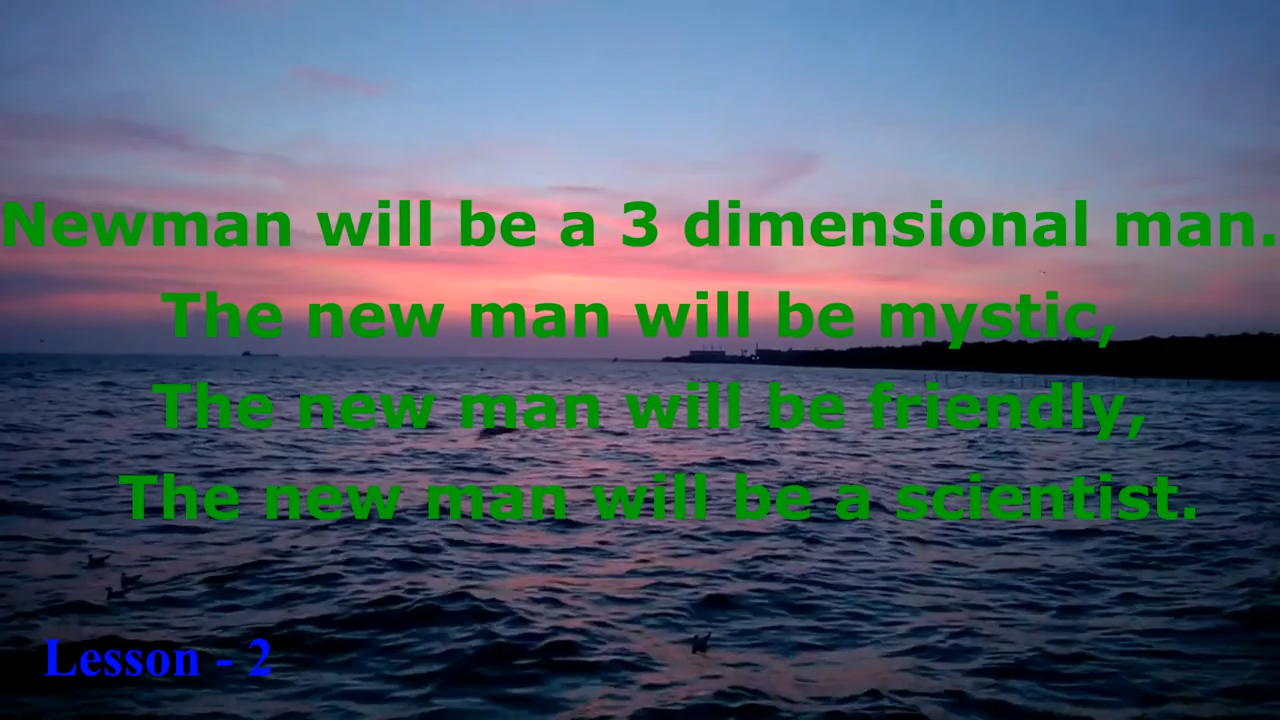 Newman will be a 3 dimensional man.
The new man will be mystic,
The new man will be friendly,
The new man will be a scientist.
Lesson - 2